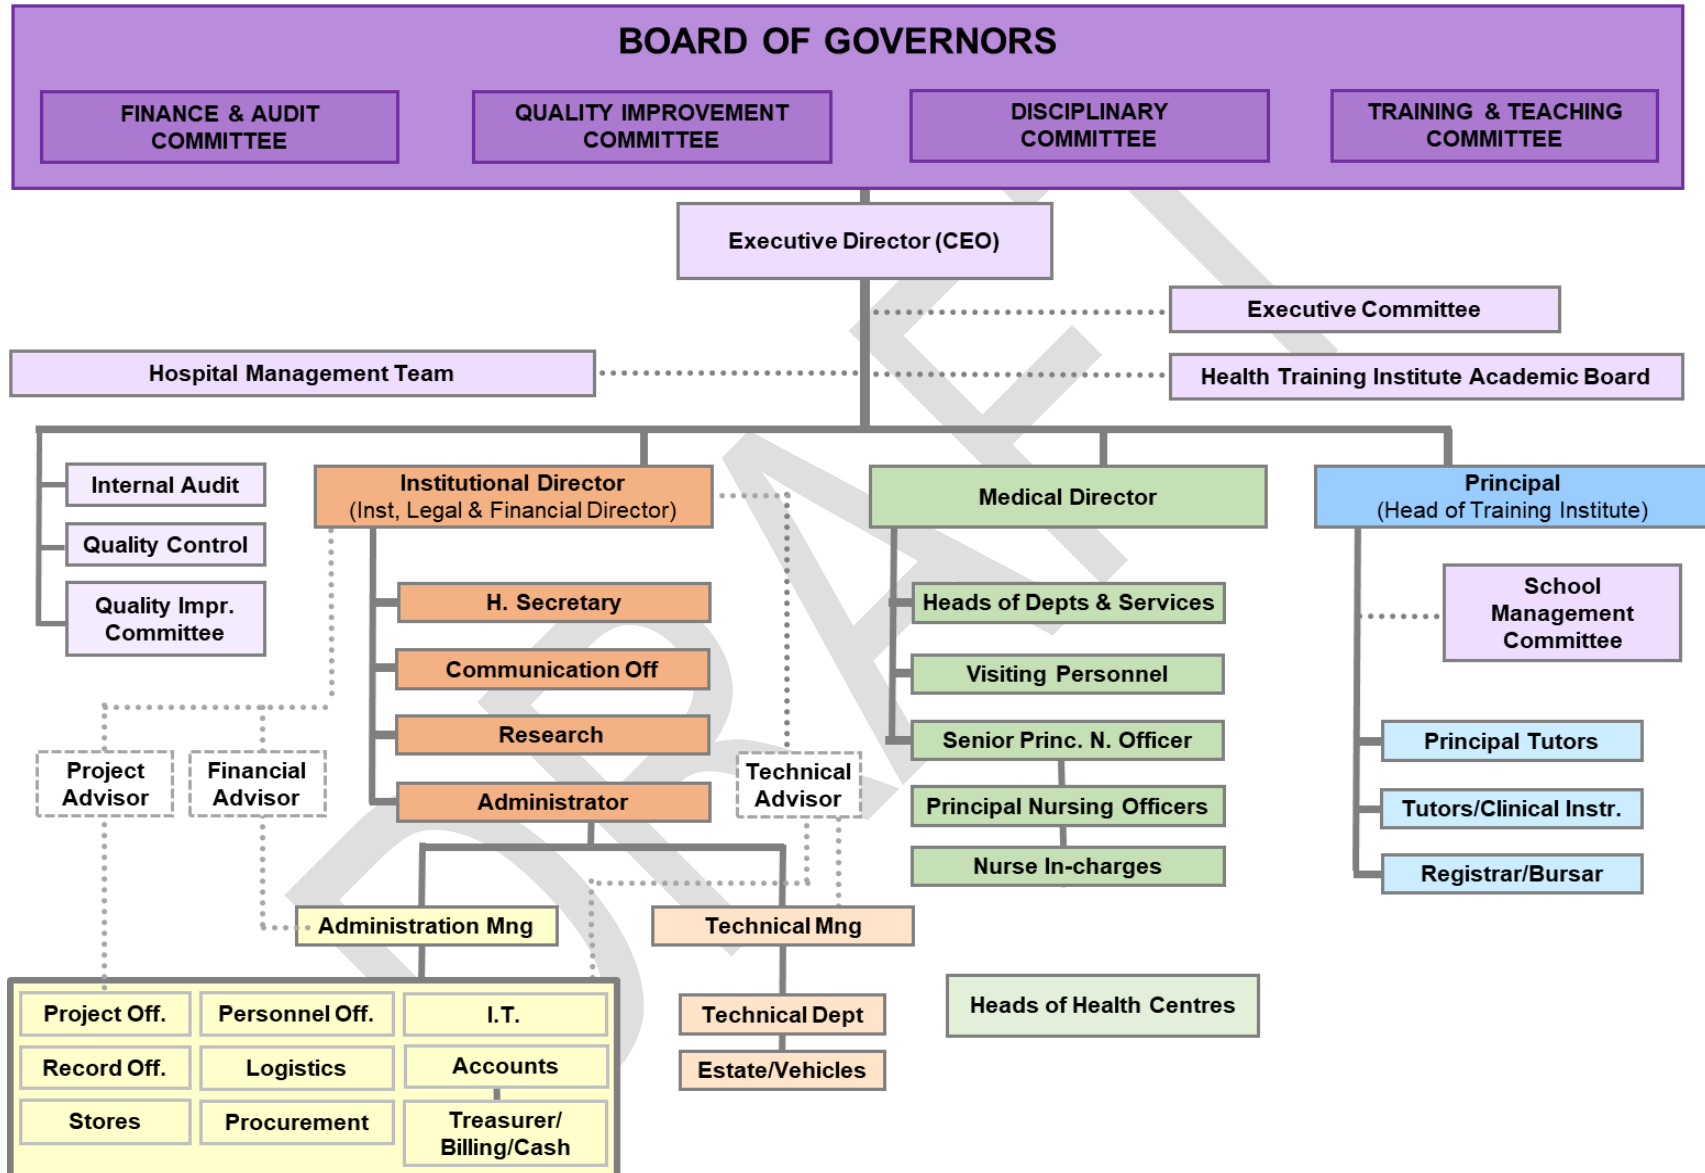 BOARD OF GOVERNORS
FINANCE & AUDIT
COMMITTEE
QUALITY IMPROVEMENT
COMMITTEE
DISCIPLINARY
COMMITTEE
TRAINING & TEACHING
COMMITTEE
Executive Director (CEO)
Executive Committee
Hospital Management Team
Health Training Institute Academic Board
Internal Audit
Quality Control
Quality Impr.
Committee
Institutional Director
(Inst, Legal & Financial Director)
H. Secretary
Communication Off
Research
Administrator
Medical Director
Heads of Depts & Services
Visiting Personnel
Senior Princ. N. Officer
Principal Nursing Officers
Nurse In-charges
Principal
(Head of Training Institute)
School
Management
Committee
Principal Tutors
Tutors/Clinical Instr.
Registrar/Bursar
Project
Advisor
Financial
Advisor
Technical
Advisor
Administration Mng
Technical Mng
Project Off.
Personnel Off.
I.T.
Record Off.
Logistics
Accounts
Stores
Procurement
Treasurer/
Billing/Cash
Technical Dept
Estate/Vehicles
Heads of Health Centres
DRAFT